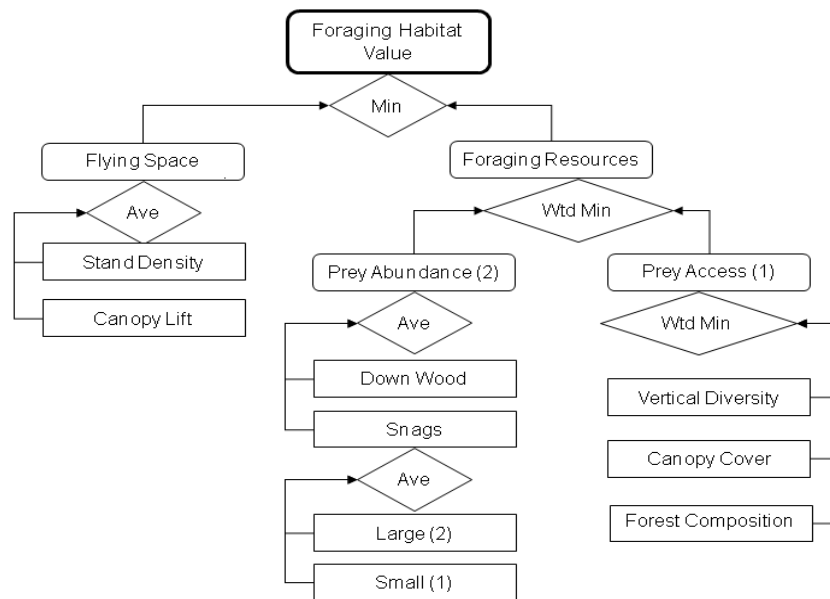 Foraging Habitat
Value
Min
Flying Space
Foraging Resources
Ave
Wtd Min
Stand Density
Prey Abundance (2)
Prey Access (1)
Canopy Lift
Ave
Wtd Min
Down Wood
Vertical Diversity
Snags
Canopy Cover
Ave
Large (2)
Forest Composition
Small (1)